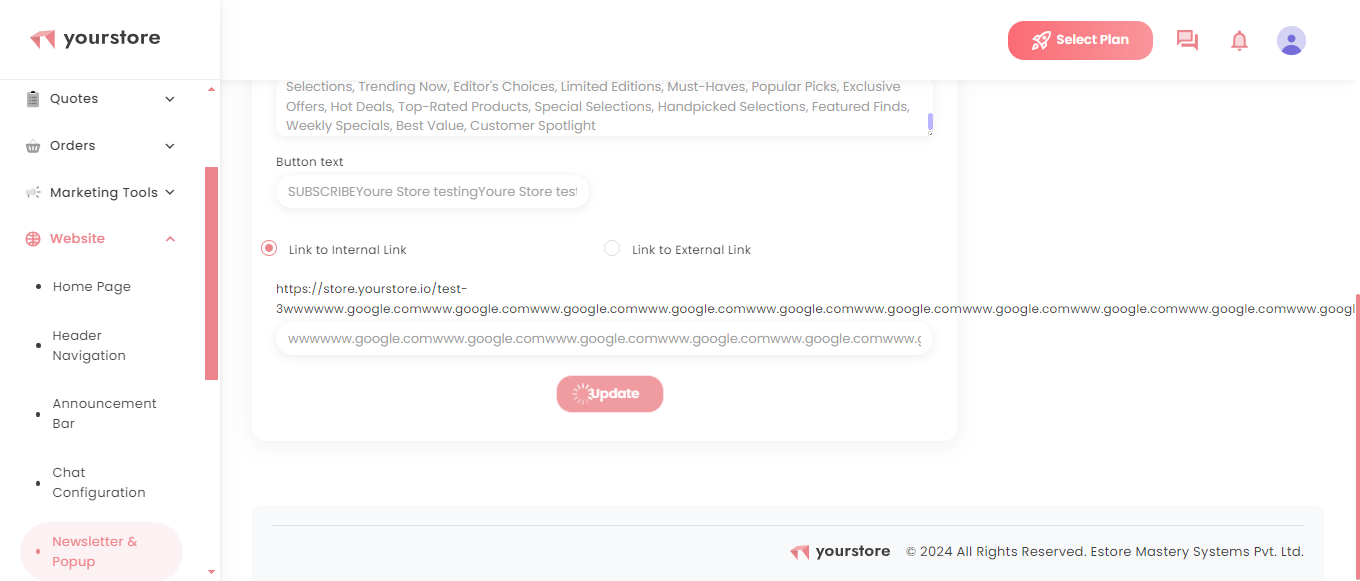 yourstore
Select Plan
Quotes
Orders
Marketing Tools
Website
Home Page
Header
Navigation
Announcement
Bar
Chat
Configuration
Newsletter &
Popup
Selections, Trending Now, Editor's Choices, Limited Editions, Must-Haves, Popular Picks, Exclusive
Offers, Hot Deals, Top-Rated Products, Special Selections, Handpicked Selections, Featured Finds,
Weekly Specials, Best Value, Customer Spotlight
Button text
SUBSCRIBEYoure Store testingYoure Store test
Link to Internal Link
Link to External Link
https://store.yourstore.io/test-
3wwwwww.google.comwww.google.comwww.google.comwww.google.comwww.google.comwww.google.comwww.google.comwww.google.comwww.google.comwww.googl
wwwwww.google.comwww.google.comwww.google.comwww.google.comwww.google.comwww.g
Update
yourstore © 2024 All Rights Reserved. Estore Mastery Systems Pvt. Ltd.